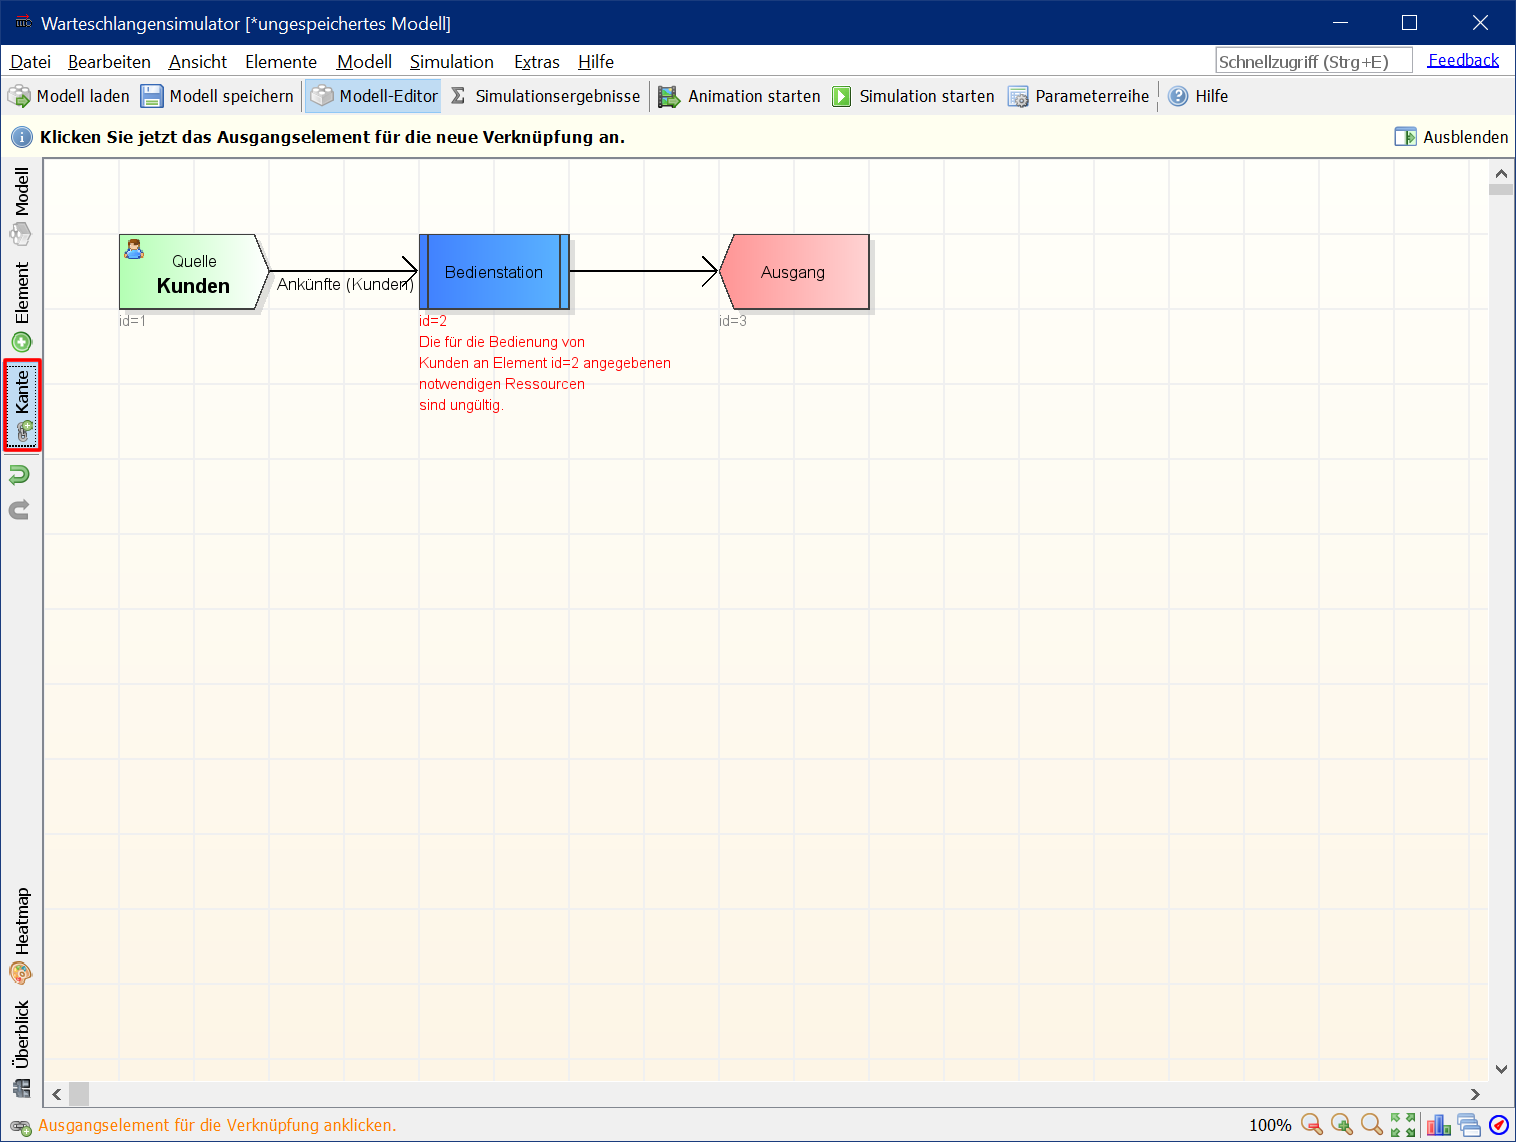 Warteschlangensimulator [*ungespeichertes Modell]
Datei Bearbeiten Ansicht Elemente Modell Simulation Extras Hilfe Schnellzugriff (Strg+E) Feedback
Modell laden Modell speichern Modell-Editor Σ Simulationsergebnisse Animation starten Simulation starten Parameterreihe Hilfe
Klicken Sie jetzt das Ausgangselement für die neue Verknüpfung an. Ausblenden
Modell
Element
Kante
Heatmap
Überblick
Quelle
Kunden
id=1
Ankünfte (Kunden)
Bedienstation
id=2
Die für die Bedienung von
Kunden an Element id=2 angegebenen
notwendigen Ressourcen
sind ungültig.
Ausgang
id=3
Ausgangselement für die Verknüpfung anklicken. 100%